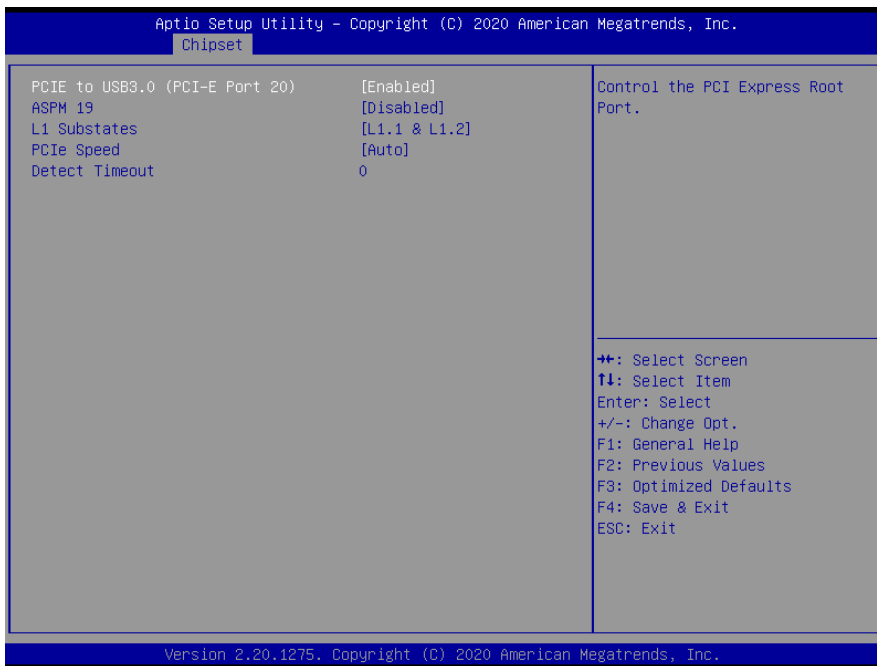 Aptio Setup Utility – Copyright (C) 2020 American Megatrends, Inc.
Chipset
PCIE to USB3.0 (PCI-E Port 20) [Enabled]
ASPM 19 [Disabled]
L1 Substates [L1.1 & L1.2]
PCIe Speed [Auto]
Detect Timeout 0
Control the PCI Express Root
Port.
→←: Select Screen
↑↓: Select Item
Enter: Select
+/-: Change Opt.
F1: General Help
F2: Previous Values
F3: Optimized Defaults
F4: Save & Exit
ESC: Exit
Version 2.20.1275. Copyright (C) 2020 American Megatrends, Inc.